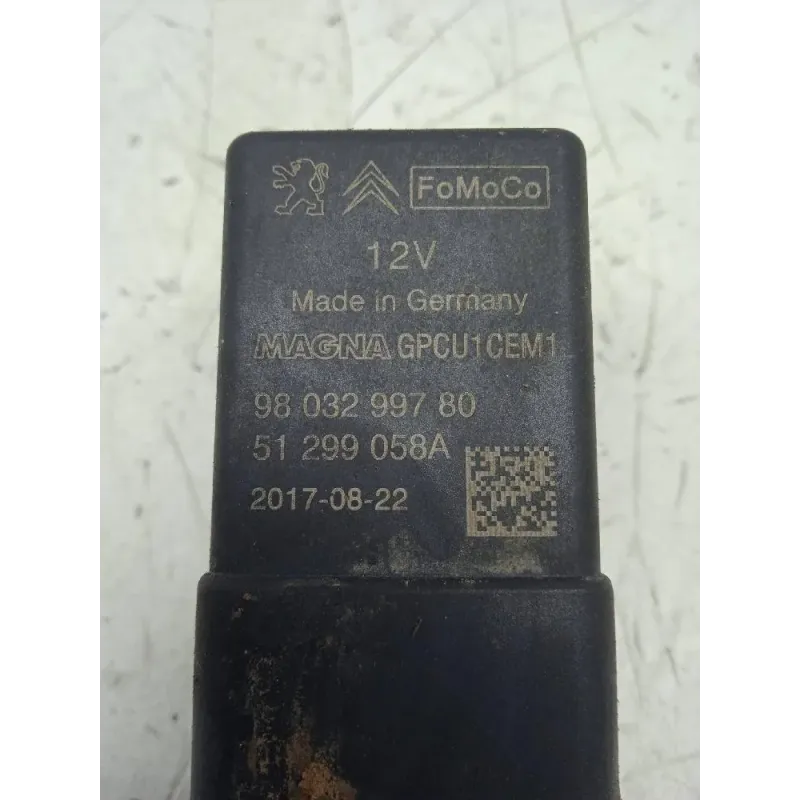 FoMoCo
12V
Made in Germany
MAGNA GPCU1CEM1
98 032 997 80
51 299 058A
2017-08-22